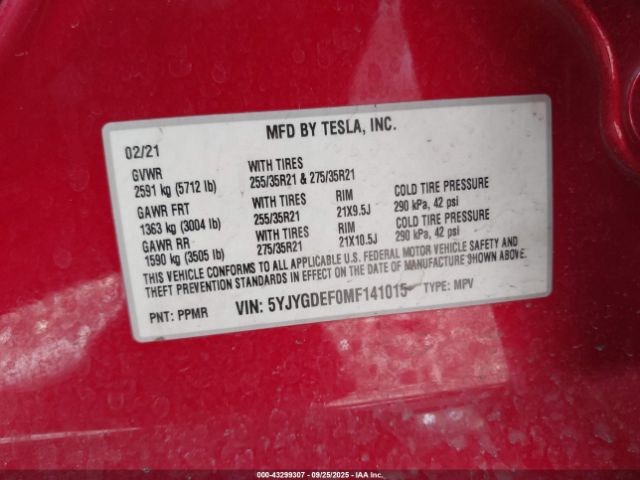 MFD BY TESLA, INC.
02/21
GVWR WITH TIRES
2591 kg (5712 lb) 255/35R21 & 275/35R21
GAWR FRT WITH TIRES RIM COLD TIRE PRESSURE
1363 kg (3004 lb) 255/35R21 21X9.5J 290 kPa, 42 psi
GAWR RR WITH TIRES RIM COLD TIRE PRESSURE
1590 kg (3505 lb) 275/35R21 21X10.5J 290 kPa, 42 psi
THIS VEHICLE CONFORMS TO ALL APPLICABLE U.S. FEDERAL MOTOR VEHICLE SAFETY AND
THEFT PREVENTION STANDARDS IN EFFECT ON THE DATE OF MANUFACTURE SHOWN ABOVE.
PNT: PPMR VIN: 5YJYGDEF0MF141015 TYPE: MPV
000-43299307 - 09/25/2025 - IAA Inc.